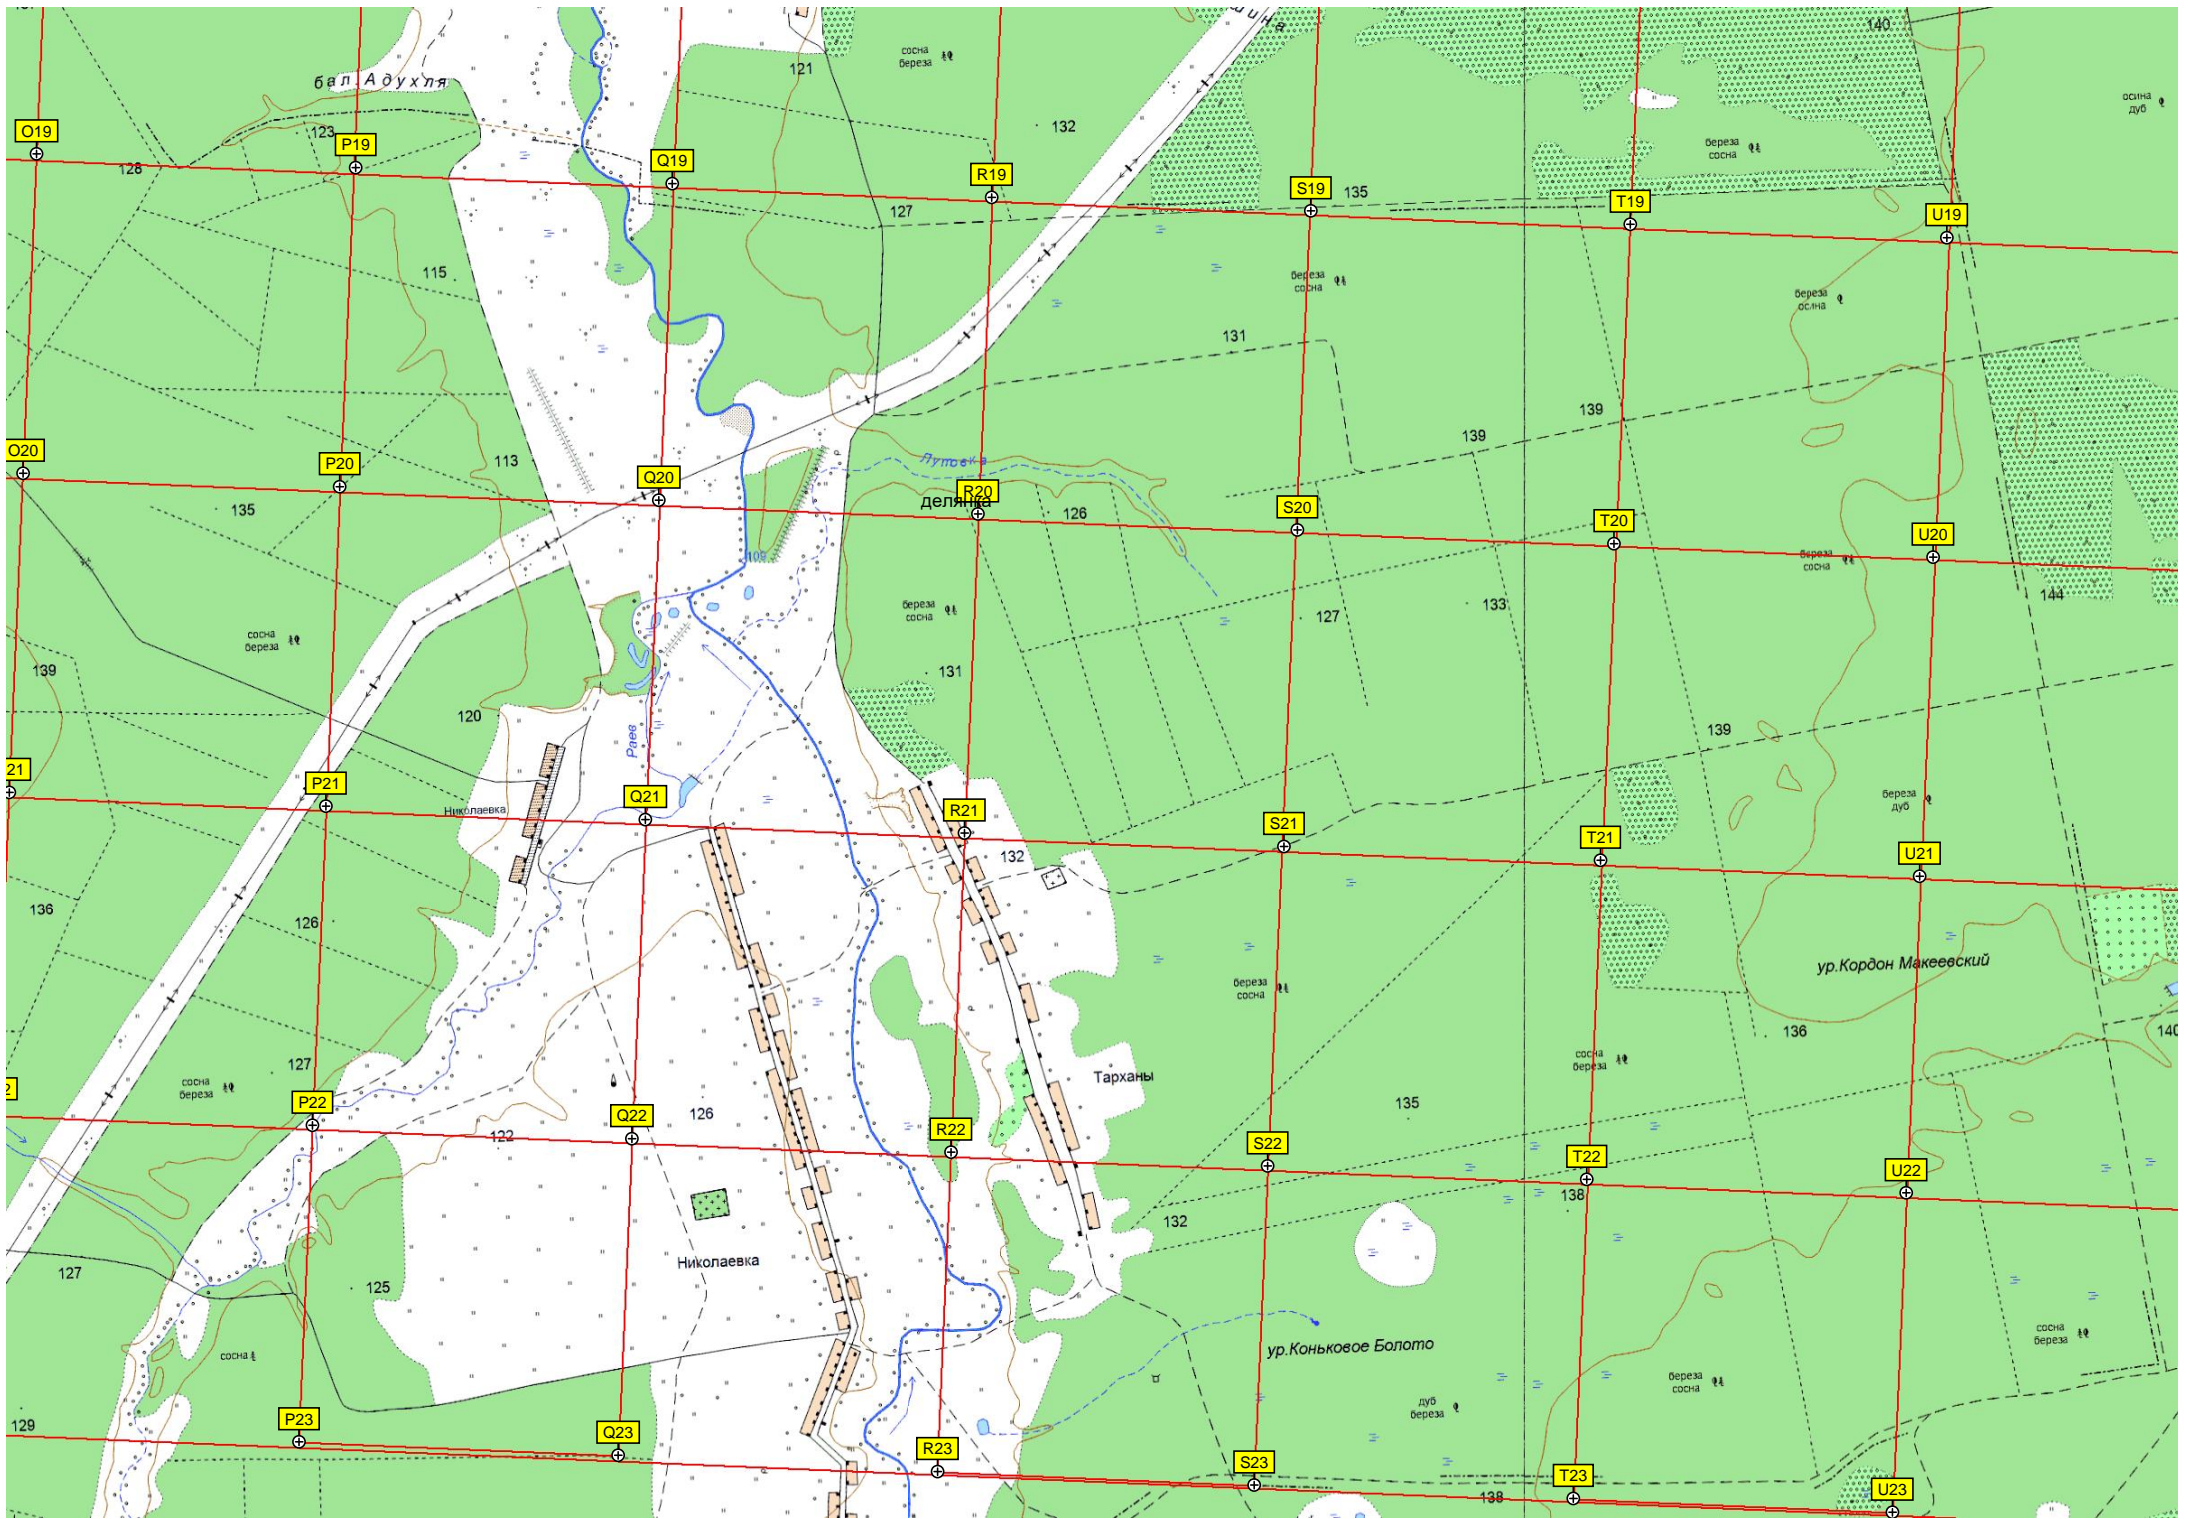 шина
140
121
сосна
береза
бал.Адухля
осина
дуб
132
123
O19
P19
береза
сосна
Q19
128
R19
S19
135
T19
127
U19
115
береза
сосна
береза
осина
131
139
139
O20
113
P20
Лутовка
Q20
R20
делянка
135
126
S20
T20
U20
109
береза
сосна
144
береза
сосна
127
133
сосна
береза
139
131
120
Раев
139
21
P21
Q21
береза
дуб
Николаевка
R21
S21
T21
132
U21
136
126
ур.Кордон Макеевский
береза
сосна
136
140
127
сосна
береза
береза
сосна
Тарханы
2
P22
Q22
126
135
R22
122
S22
T22
U22
138
132
Николаевка
127
125
сосна
береза
ур.Коньковое Болото
сосна
береза
сосна
дуб
береза
129
P23
Q23
R23
S23
T23
U23
138